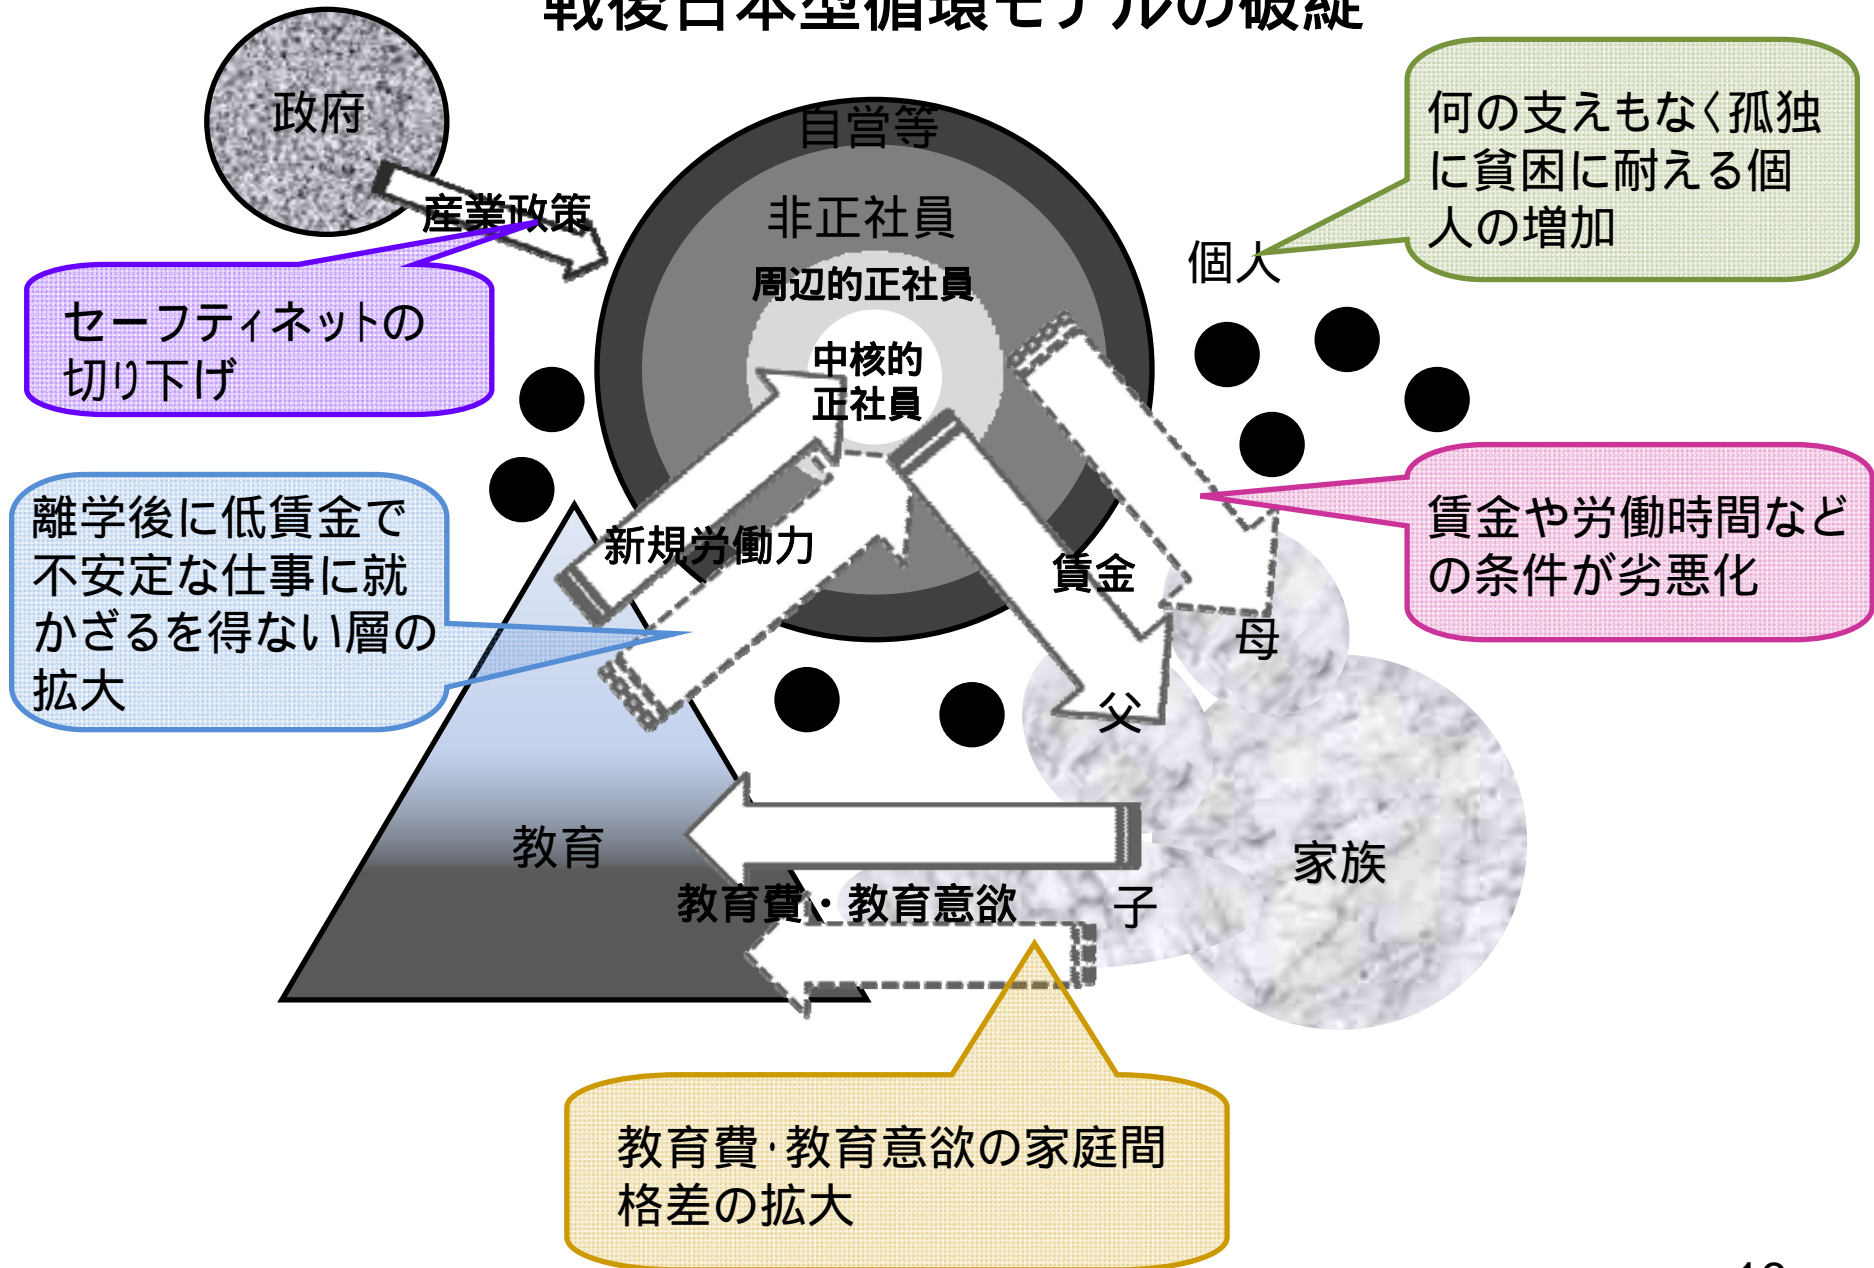 戦後日本型循環モデルの破綻
政府
自営等
何の支えもなく孤独
に貧困に耐える個
人の増加
産業政策
非正社員
個人
周辺的正社員
セーフティネットの
切り下げ
中核的
正社員
離学後に低賃金で
不安定な仕事に就
かざるを得ない層の
拡大
新規労働力
賃金
賃金や労働時間など
の条件が劣悪化
母
父
教育
家族
教育費・教育意欲
子
教育費・教育意欲の家庭間
格差の拡大